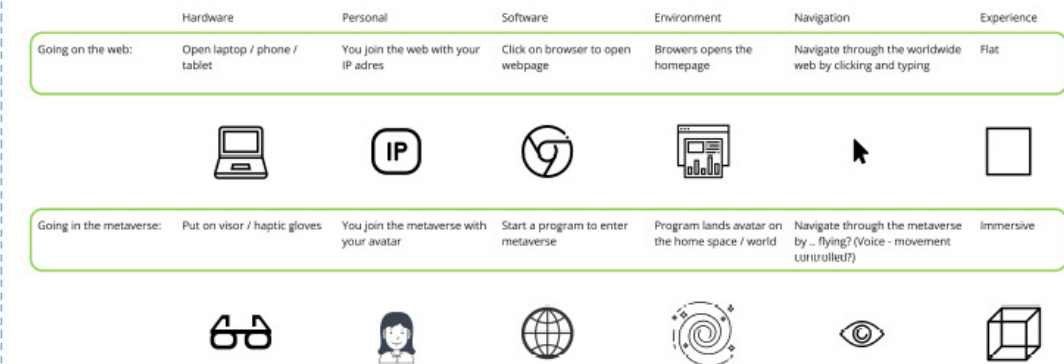 Hardware Personal Software Environment Navigation Experience
Going on the web: Open laptop / phone / You join the web with your Click on browser to open Browers opens the Navigate through the worldwide Flat
tablet IP adres webpage homepage web by clicking and typing
IP
Going in the metaverse: Put on visor / haptic gloves You join the metaverse with Start a program to enter Program lands avatar on Navigate through the metaverse Immersive
your avatar metaverse the home space / world by .. flying? (Voice - movement
controlled?)